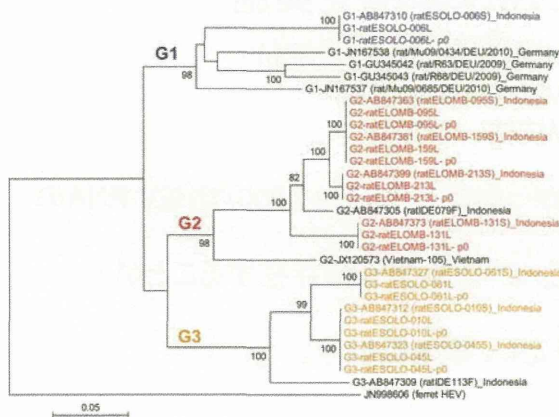 G1-AB847310 (ratESOLO-006S)_Indonesia
100
G1-ratESOLO-006L
G1-ratESOLO-006L- p0
G1
G1-JN167538 (rat/Mu09/0434/DEU/2010)_Germany
G1-GU345042 (rat/R63/DEU/2009)_Germany
98
100
G1-GU345043 (rat/R68/DEU/2009)_Germany
G1-JN167537 (rat/Mu09/0685/DEU/2010)_Germany
G2-AB847363 (ratELOMB-095S)_Indonesia
G2-ratELOMB-095L
100
G2-ratELOMB-095L- p0
G2-AB847381 (ratELOMB-159S)_Indonesia
100
G2-ratELOMB-159L
G2-ratELOMB-159L- p0
82
G2-AB847399 (ratELOMB-213S)_Indonesia
100
G2-ratELOMB-213L
G2-ratELOMB-213L- p0
G2-AB847305 (ratIDE079F)_Indonesia
100
G2
G2-AB847373 (ratELOMB-131S)_Indonesia
G2-ratELOMB-131L
98
100
G2-ratELOMB-131L- p0
G2-JX120573 (Vietnam-105)_Vietnam
G3-AB847327 (ratESOLO-061S)_Indonesia
100
G3-ratESOLO-061L
G3-ratESOLO-061L-p0
99
G3-AB847312 (ratESOLO-010S)_Indonesia
G3-ratESOLO-010L
G3
G3-ratESOLO-010L-p0
G3-AB847323 (ratESOLO-045S)_Indonesia
100
100
G3-ratESOLO-045L
G3-ratESOLO-045L-p0
G3-AB847309 (ratIDE113F)_Indonesia
JN998606 (ferret HEV)
0.05